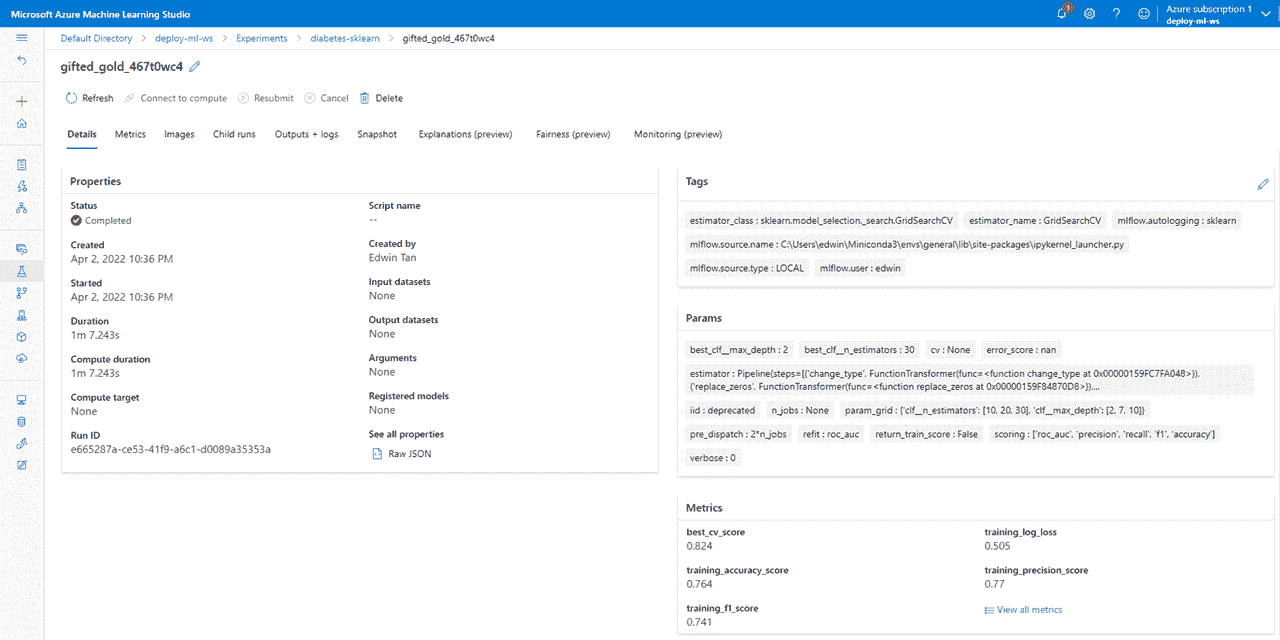 Microsoft Azure Machine Learning Studio
1
?
Azure subscription 1
deploy-ml-ws
Default Directory > deploy-ml-ws > Experiments > diabetes-sklearn > gifted_gold_467t0wc4
gifted_gold_467t0wc4
Refresh Connect to compute Resubmit Cancel Delete
Details Metrics Images Child runs Outputs + logs Snapshot Explanations (preview) Fairness (preview) Monitoring (preview)
Properties
Status
Completed
Created
Apr 2, 2022 10:36 PM
Started
Apr 2, 2022 10:36 PM
Duration
1m 7.243s
Compute duration
1m 7.243s
Compute target
None
Run ID
e665287a-ce53-41f9-a6c1-d0089a35353a
Script name
--
Created by
Edwin Tan
Input datasets
None
Output datasets
None
Arguments
None
Registered models
None
See all properties
Raw JSON
Tags
estimator_class : sklearn.model_selection._search.GridSearchCV estimator_name : GridSearchCV mlflow.autologging : sklearn
mlflow.source.name : C:\Users\edwin\Miniconda3\envs\general\lib\site-packages\ipykernel_launcher.py
mlflow.source.type : LOCAL mlflow.user : edwin
Params
best_clf__max_depth : 2 best_clf__n_estimators : 30 cv : None error_score : nan
estimator : Pipeline(steps=[('change_type', FunctionTransformer(func=<function change_type at 0x00000159FC7FA048>)),
('replace_zeros', FunctionTransformer(func=<function replace_zeros at 0x00000159F84870D8>))....
iid : deprecated n_jobs : None param_grid : {'clf__n_estimators': [10, 20, 30], 'clf__max_depth': [2, 7, 10]}
pre_dispatch : 2*n_jobs refit : roc_auc return_train_score : False scoring : ['roc_auc', 'precision', 'recall', 'f1', 'accuracy']
verbose : 0
Metrics
best_cv_score
0.824
training_accuracy_score
0.764
training_f1_score
0.741
training_log_loss
0.505
training_precision_score
0.77
View all metrics